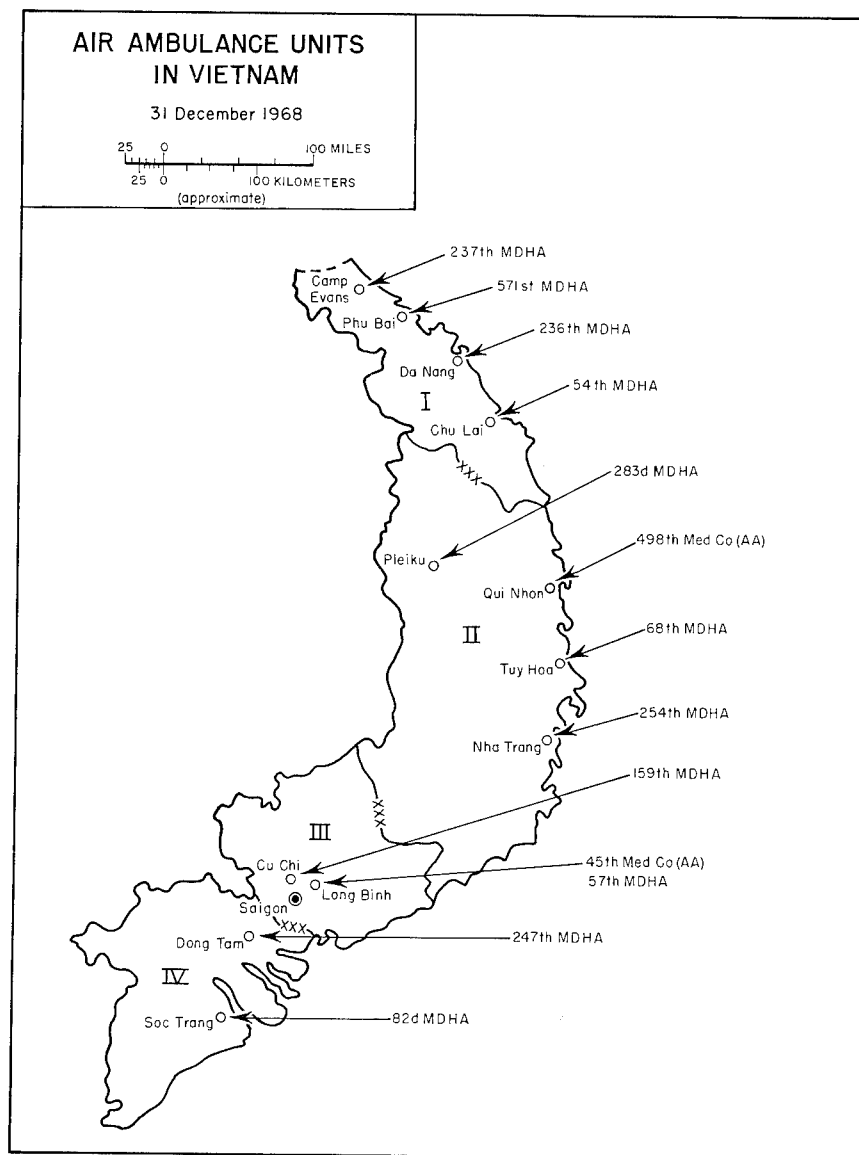 AIR AMBULANCE UNITS
IN VIETNAM
31 December 1968
25 0 100 MILES
25 0 100 KILOMETERS
(approximate)
237th MDHA
Camp
Evans
571st MDHA
Phu Bai
236th MDHA
Da Nang
54th MDHA
I
Chu Lai
XXX
283d MDHA
Pleiku
498th Med Co (AA)
Qui Nhon
68th MDHA
II
Tuy Hoa
254th MDHA
Nha Trang
159th MDHA
XXX
III
Cu Chi
45th Med Co (AA)
57th MDHA
Long Binh
Saigon
XXX
247th MDHA
Dong Tam
IV
82d MDHA
Soc Trang